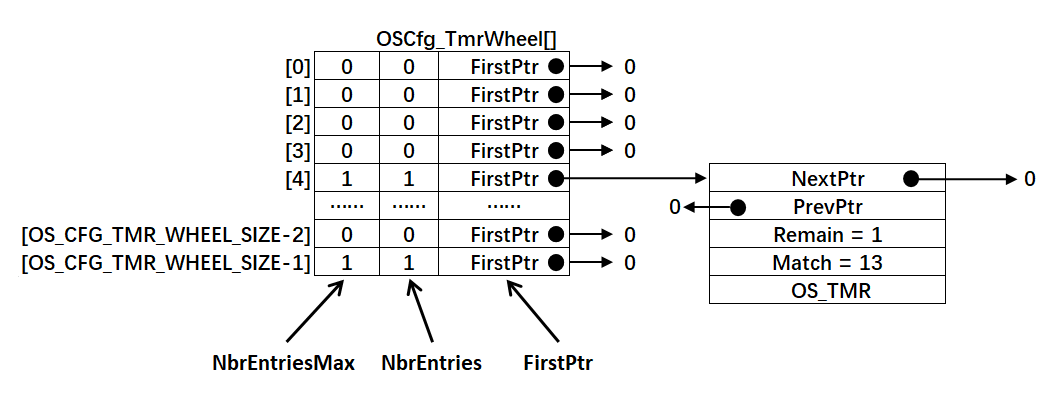 OSCfg_TmrWheel[]
[0] 0 0 FirstPtr 0
[1] 0 0 FirstPtr 0
[2] 0 0 FirstPtr 0
[3] 0 0 FirstPtr 0
[4] 1 1 FirstPtr NextPtr 0
...... ...... ...... 0 PrevPtr
[OS_CFG_TMR_WHEEL_SIZE-2] 0 0 FirstPtr 0 Remain = 1
[OS_CFG_TMR_WHEEL_SIZE-1] 1 1 FirstPtr 0 Match = 13
OS_TMR
NbrEntriesMax NbrEntries FirstPtr